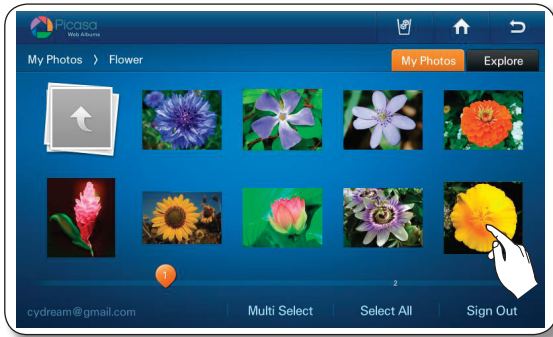 Picasa
Web Albums
My Photos 〉 Flower
My Photos
Explore
1
2
cydream@gmail.com
Multi Select
Select All
Sign Out